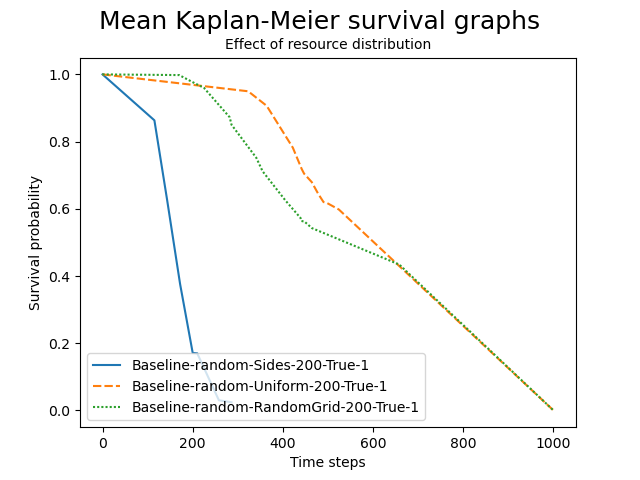 Mean Kaplan-Meier survival graphs
Effect of resource distribution
Survival probability
1.0
0.8
0.6
0.4
0.2
0.0
Baseline-random-Sides-200-True-1
Baseline-random-Uniform-200-True-1
Baseline-random-RandomGrid-200-True-1
0 200 400 600 800 1000
Time steps